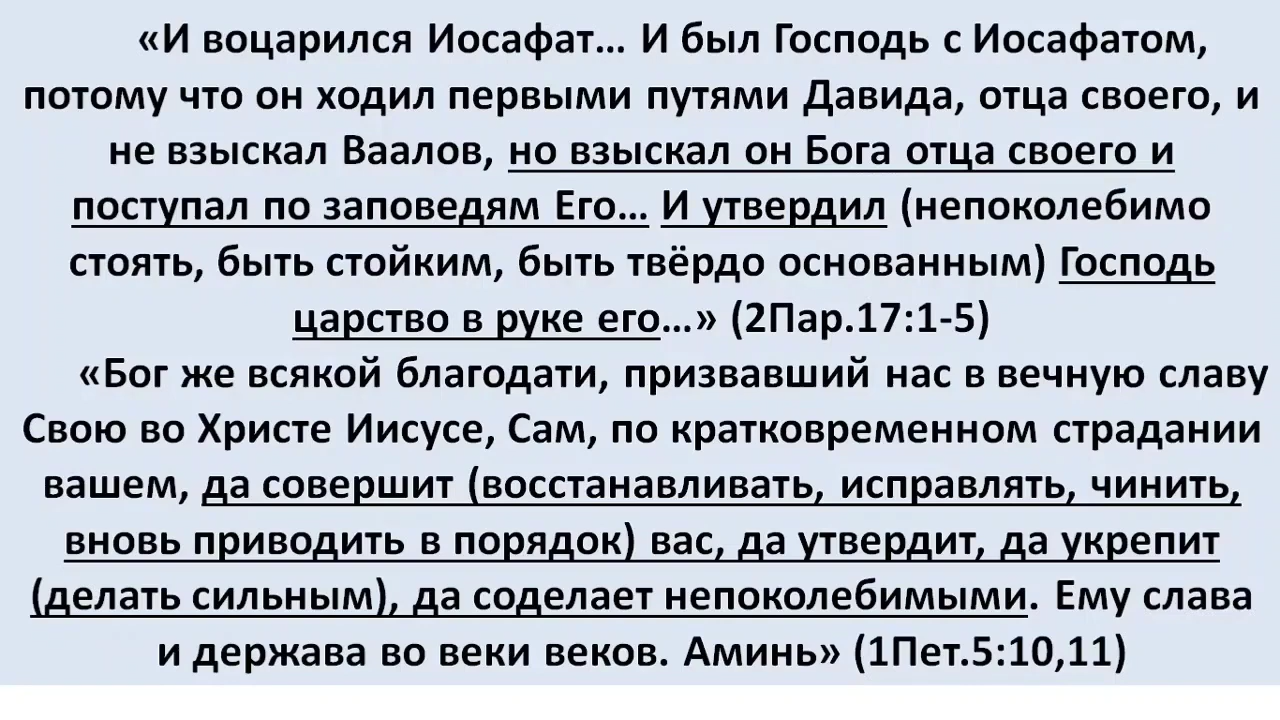 «И воцарился Иосафат... И был Господь с Иосафатом,
потому что он ходил первыми путями Давида, отца своего, и
не взыскал Ваалов, но взыскал он Бога отца своего и
поступал по заповедям Его... И утвердил (непоколебимо
стоять, быть стойким, быть твёрдо основанным) Господь
царство в руке его...» (2Пар.17:1-5)
«Бог же всякой благодати, призвавший нас в вечную славу
Свою во Христе Иисусе, Сам, по кратковременном страдании
вашем, да совершит (восстанавливать, исправлять, чинить,
вновь приводить в порядок) вас, да утвердит, да укрепит
(делать сильным), да соделает непоколебимыми. Ему слава
и держава во веки веков. Аминь» (1Пет.5:10,11)